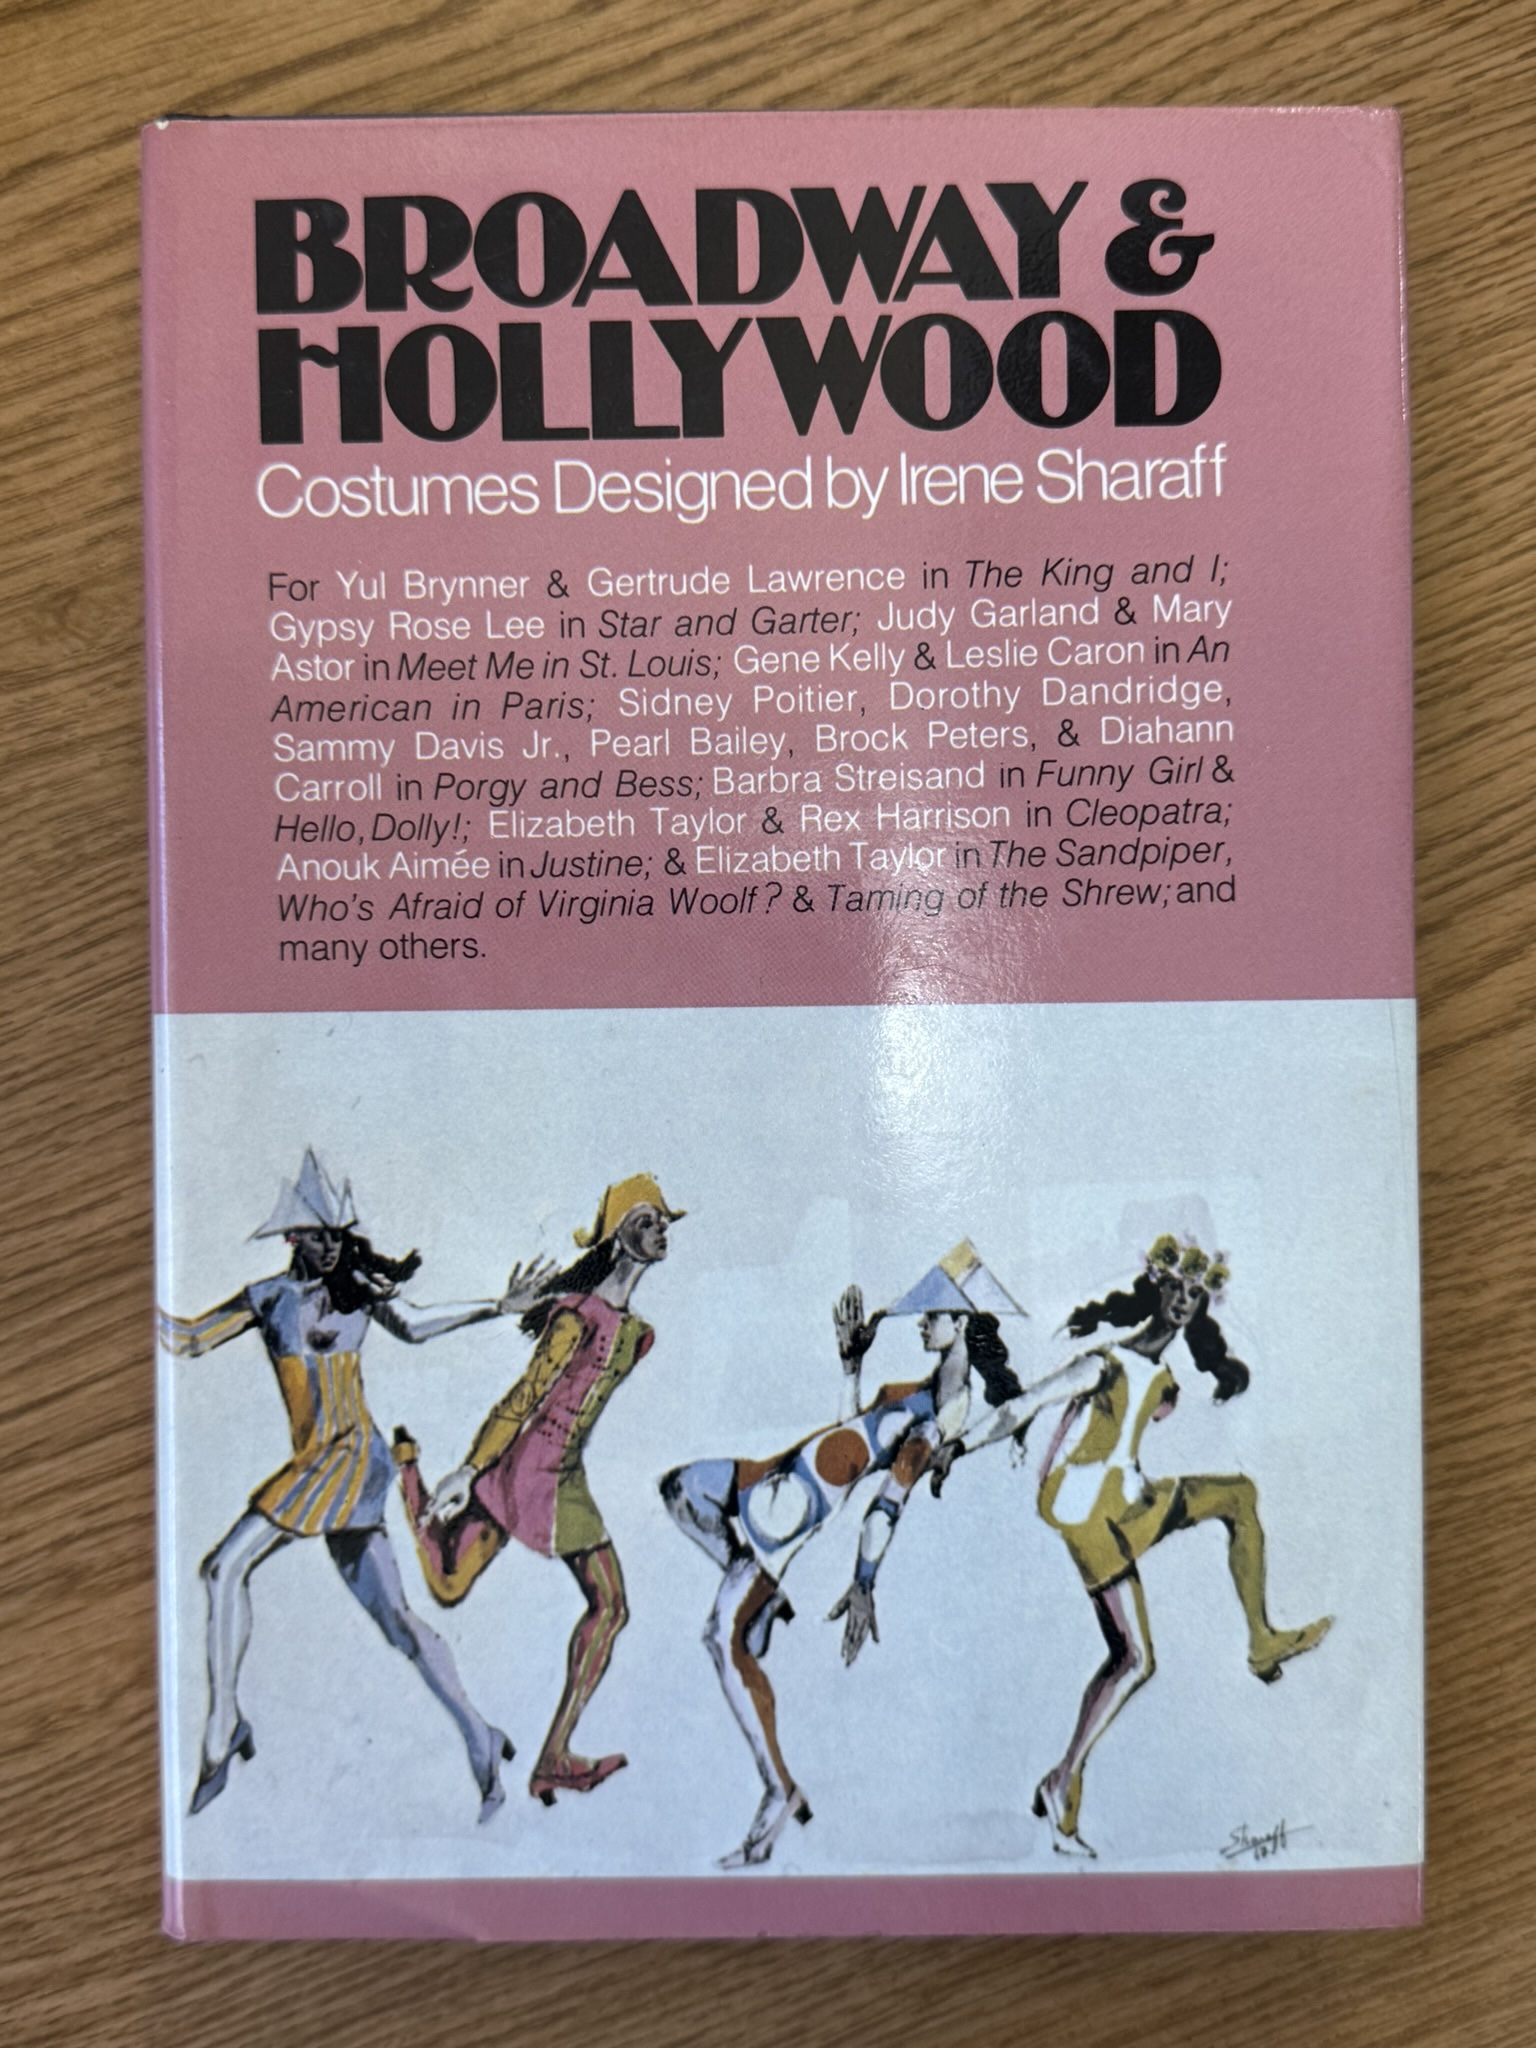 BROADWAY &
HOLLYWOOD
Costumes Designed by Irene Sharaff
For Yul Brynner & Gertrude Lawrence in The King and I;
Gypsy Rose Lee in Star and Garter; Judy Garland & Mary
Astor in Meet Me in St. Louis; Gene Kelly & Leslie Caron in An
American in Paris; Sidney Poitier, Dorothy Dandridge,
Sammy Davis Jr., Pearl Bailey, Brock Peters, & Diahann
Carroll in Porgy and Bess; Barbra Streisand in Funny Girl &
Hello, Dolly!; Elizabeth Taylor & Rex Harrison in Cleopatra;
Anouk Aimée in Justine; & Elizabeth Taylor in The Sandpiper,
Who's Afraid of Virginia Woolf? & Taming of the Shrew; and
many others.
Sharaff